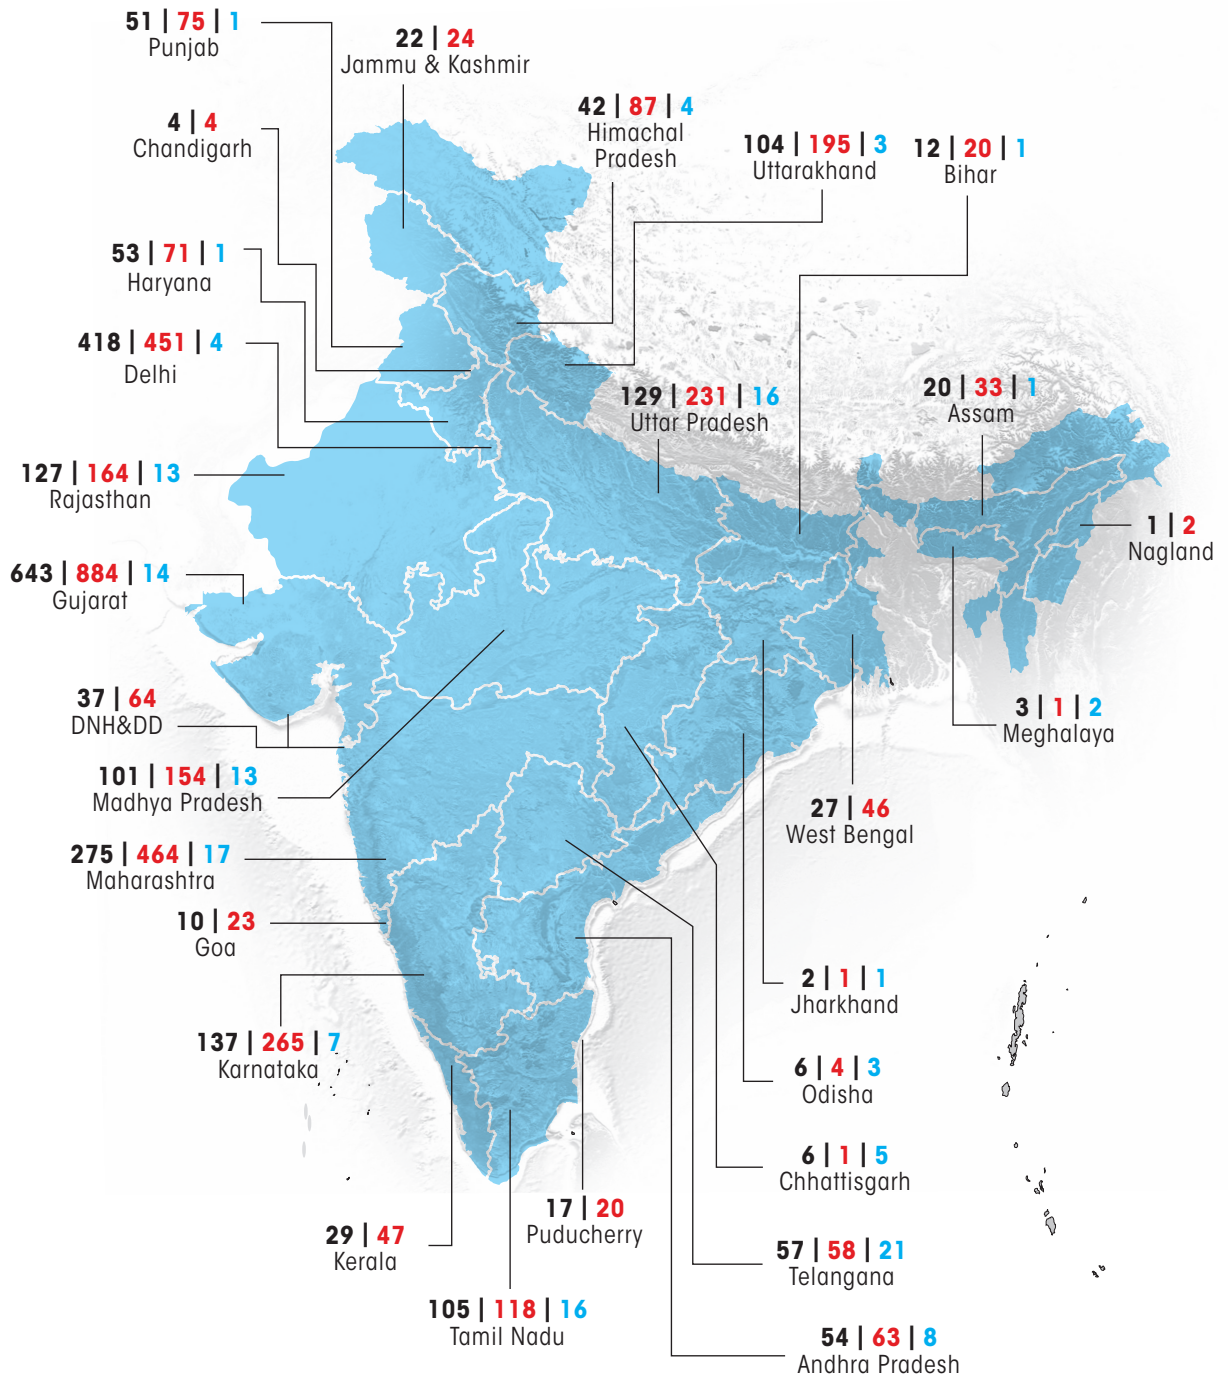 51 | 75 | 1
Punjab
22 | 24
Jammu & Kashmir
42 | 87 | 4
Himachal
Pradesh
4 | 4
Chandigarh
104 | 195 | 3
Uttarakhand
12 | 20 | 1
Bihar
53 | 71 | 1
Haryana
418 | 451 | 4
Delhi
129 | 231 | 16
Uttar Pradesh
20 | 33 | 1
Assam
127 | 164 | 13
Rajasthan
1 | 2
Nagland
643 | 884 | 14
Gujarat
37 | 64
DNH&DD
3 | 1 | 2
Meghalaya
101 | 154 | 13
Madhya Pradesh
27 | 46
West Bengal
275 | 464 | 17
Maharashtra
10 | 23
Goa
2 | 1 | 1
Jharkhand
137 | 265 | 7
Karnataka
6 | 4 | 3
Odisha
6 | 1 | 5
Chhattisgarh
17 | 20
Puducherry
29 | 47
Kerala
57 | 58 | 21
Telangana
105 | 118 | 16
Tamil Nadu
54 | 63 | 8
Andhra Pradesh